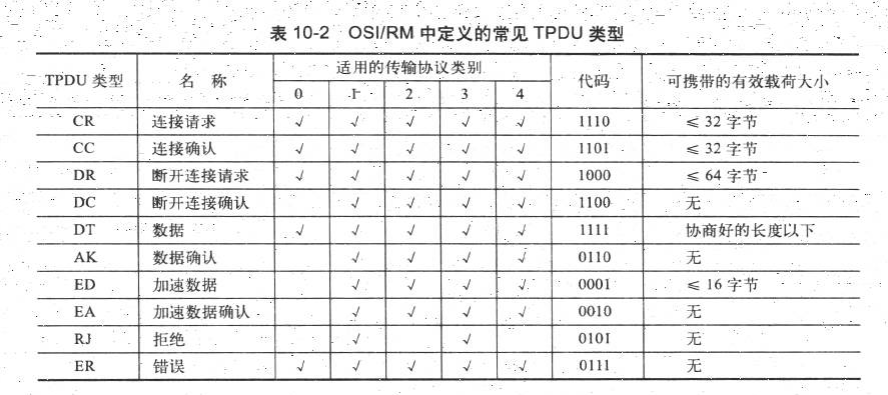 表 10-2 OSI/RM 中定义的常见 TPDU 类型
TPDU 类型 名 称 适用的传输协议类别 代码 可携带的有效载荷大小
0 1 2 3 4
CR 连接请求 √ √ √ √ √ 1110 ≤ 32 字节
CC 连接确认 √ √ √ √ √ 1101 ≤ 32 字节
DR 断开连接请求 √ √ √ √ √ 1000 ≤ 64 字节
DC 断开连接确认 √ √ √ √ 1100 无
DT 数据 √ √ √ √ √ 1111 协商好的长度以下
AK 数据确认 √ √ √ √ 0110 无
ED 加速数据 √ √ √ √ 0001 ≤ 16 字节
EA 加速数据确认 √ √ √ √ 0010 无
RJ 拒绝 √ √ 0101 无
ER 错误 √ √ √ √ √ 0111 无